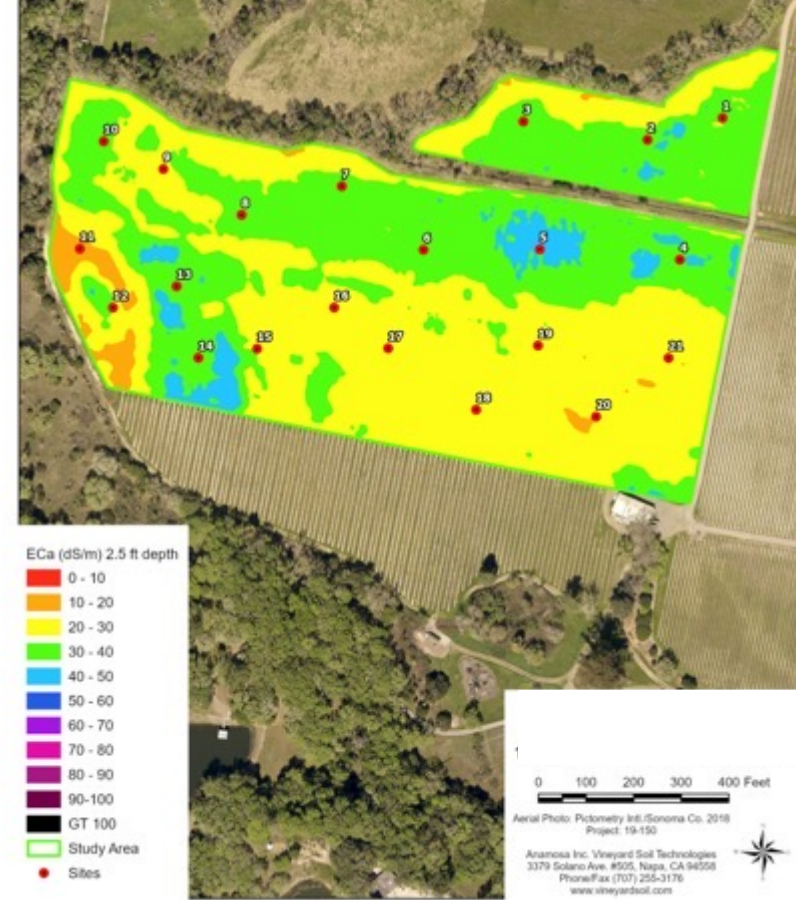 3
2
1
10
9
7
8
6
5
4
11
13
12
16
14
15
17
19
21
18
20
ECa (dS/m) 2.5 ft depth
0 - 10
10 - 20
20 - 30
30 - 40
40 - 50
50 - 60
60 - 70
70 - 80
80 - 90
90-100
GT 100
Study Area
Sites
0 100 200 300 400 Feet
Aerial Photo: Pictometry Intl./Sonoma Co. 2018
Project: 19-150
Anamosa Inc. Vineyard Soil Technologies
3379 Solano Ave. #505, Napa, CA 94558
Phone/Fax (707) 255-3176
www.vineyardsoil.com